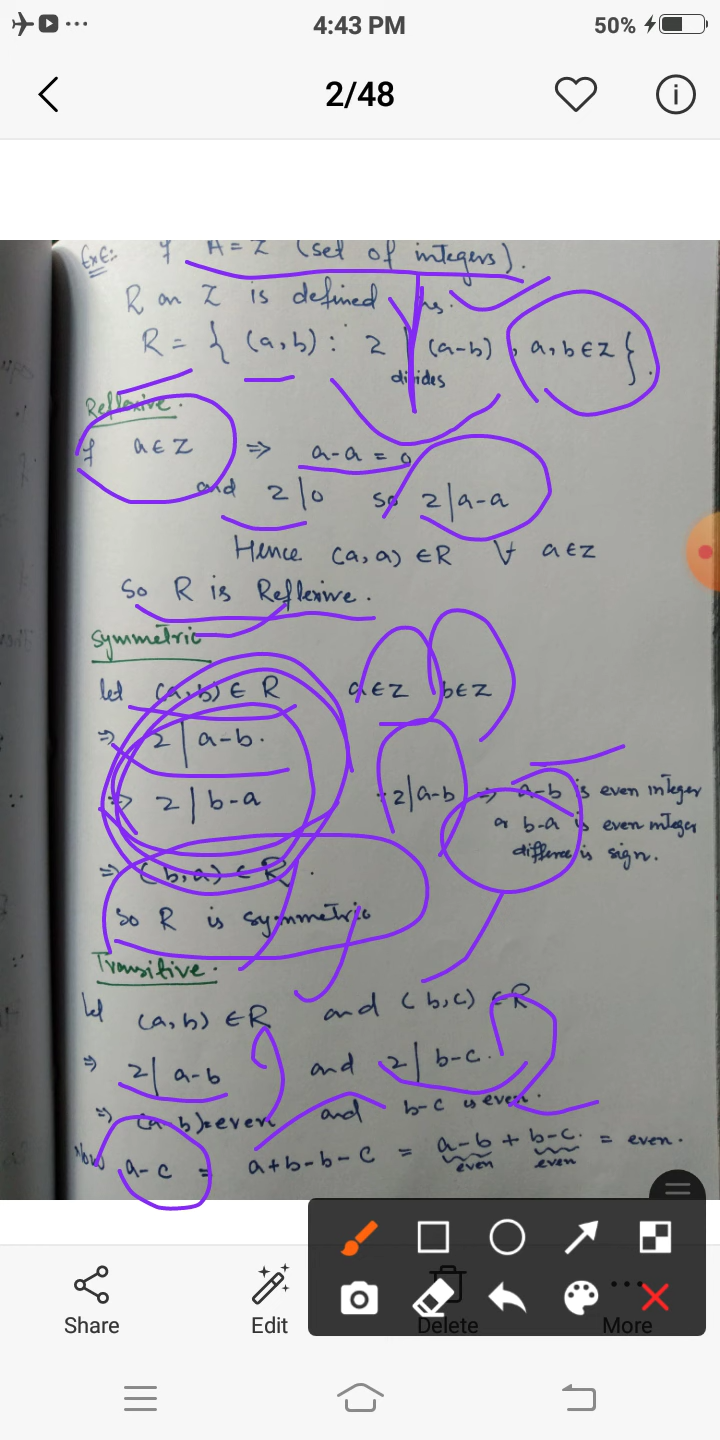 4:43 PM
50%
2/48
ExE: If A = Z (set of integers).
R on Z is defined as.
R = { (a,b) : 2 | (a-b) , a, b ∈ Z }.
divides
Reflexive.
If a ∈ Z ⇒ a-a = 0
and 2|0 so 2|a-a
Hence (a,a) ∈R ∀ a∈Z
So R is Reflexive.
Symmetric
let (a,b) ∈ R a∈Z b∈Z
⇒ 2 | a-b.
⇒ 2 | b-a
∵ 2|a-b ⇒ a-b is even integer
or b-a is even integer
difference is sign.
⇒ (b,a) ∈ R.
So R is symmetric
Transitive.
let (a,b) ∈R and (b,c) ∈R
⇒ 2| a-b and 2| b-c.
⇒ (a-b)=even and b-c is even.
Now a-c = a+b-b-c = a-b + b-c. = even.
even even
Share
Edit
Delete
More